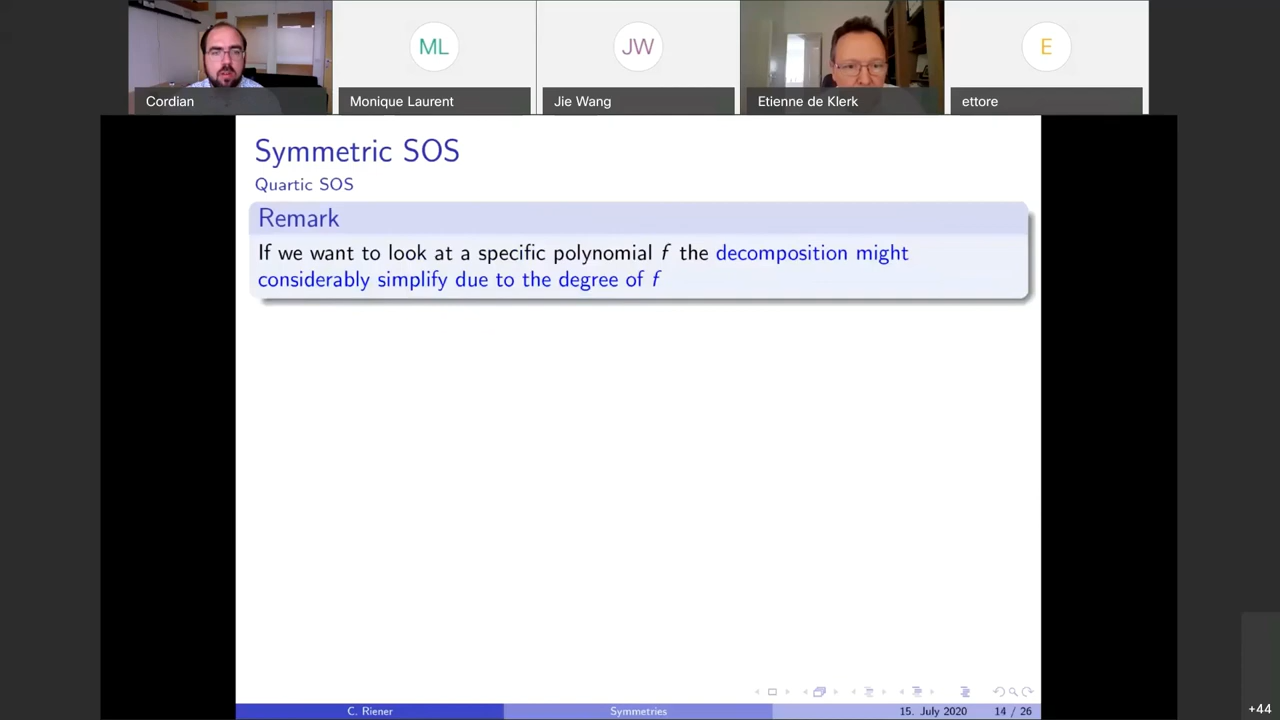 ML
JW
E
Cordian
Monique Laurent
Jie Wang
Etienne de Klerk
ettore
Symmetric SOS
Quartic SOS
Remark
If we want to look at a specific polynomial f the decomposition might
considerably simplify due to the degree of f
C. Riener
Symmetries
15. July 2020
14 / 26
+44